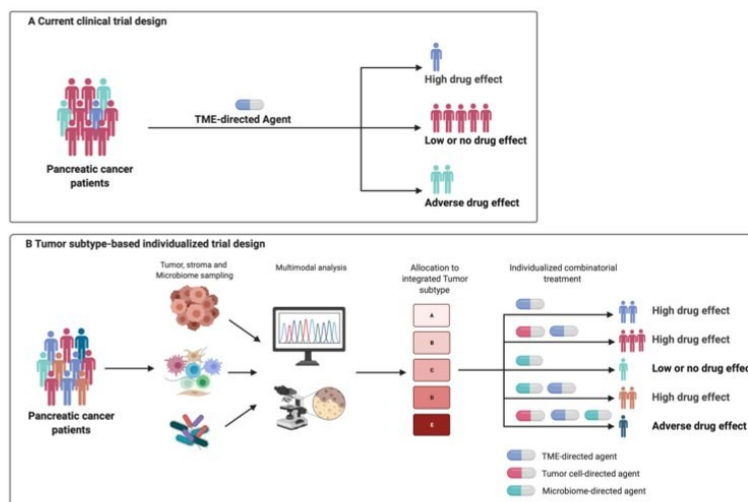 A Current clinical trial design
TME-directed Agent
Pancreatic cancer
patients
High drug effect
Low or no drug effect
Adverse drug effect
B Tumor subtype-based individualized trial design
Tumor, stroma and
Microbiome sampling
Multimodal analysis
Allocation to
integrated Tumor
subtype
Individualized combinatorial
treatment
Pancreatic cancer
patients
A
B
C
D
E
High drug effect
High drug effect
Low or no drug effect
High drug effect
Adverse drug effect
TME-directed agent
Tumor cell-directed agent
Microbiome-directed agent